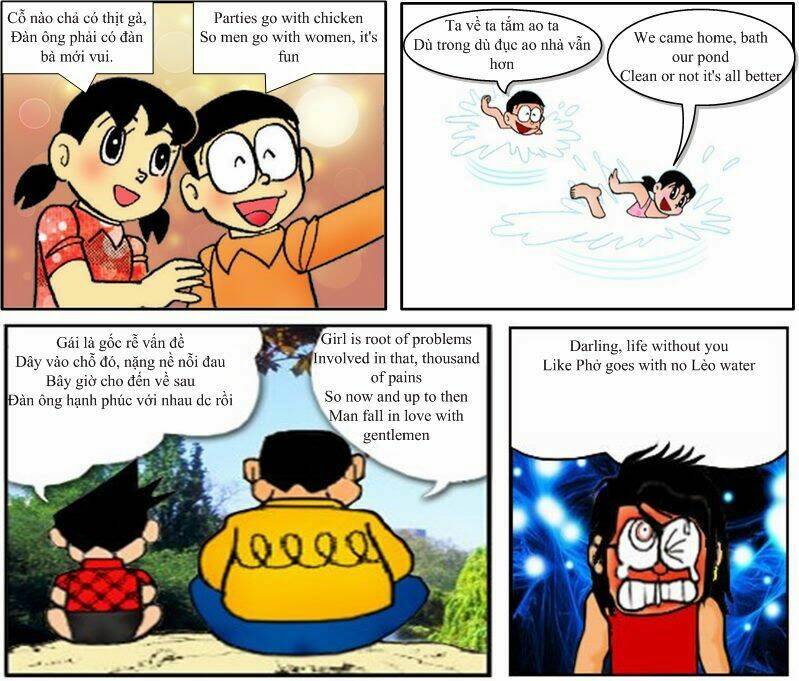 Cỗ nào chả có thịt gà,
Đàn ông phải có đàn
bà mới vui.
Parties go with chicken
So men go with women, it's
fun
Ta về ta tắm ao ta
Dù trong dù đục ao nhà vẫn
hơn
We came home, bath
our pond
Clean or not it's all better
Gái là gốc rễ vấn đề
Dây vào chỗ đó, nặng nề nỗi đau
Bây giờ cho đến về sau
Đàn ông hạnh phúc với nhau dc rồi
Girl is root of problems
Involved in that, thousand
of pains
So now and up to then
Man fall in love with
gentlemen
Darling, life without you
Like Phở goes with no Lèo water